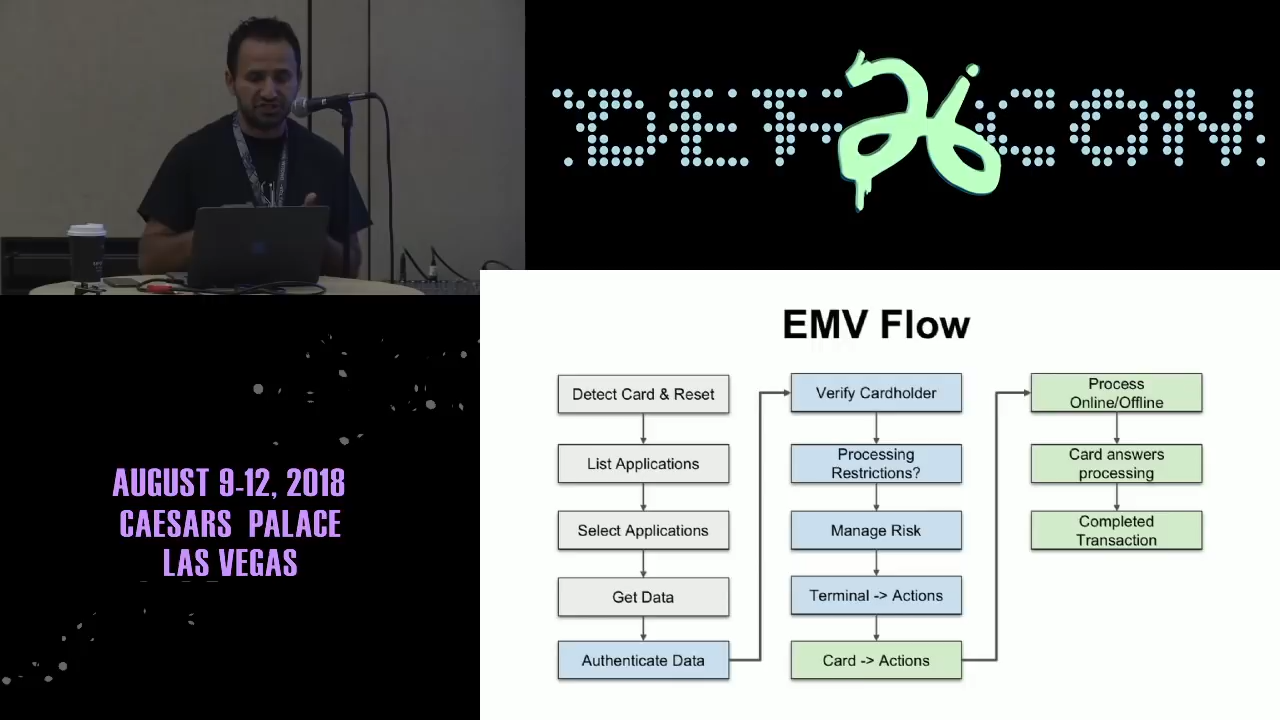 DEF CON
26
AUGUST 9-12, 2018
CAESARS PALACE
LAS VEGAS
EMV Flow
Detect Card & Reset
List Applications
Select Applications
Get Data
Authenticate Data
Verify Cardholder
Processing
Restrictions?
Manage Risk
Terminal -> Actions
Card -> Actions
Process
Online/Offline
Card answers
processing
Completed
Transaction